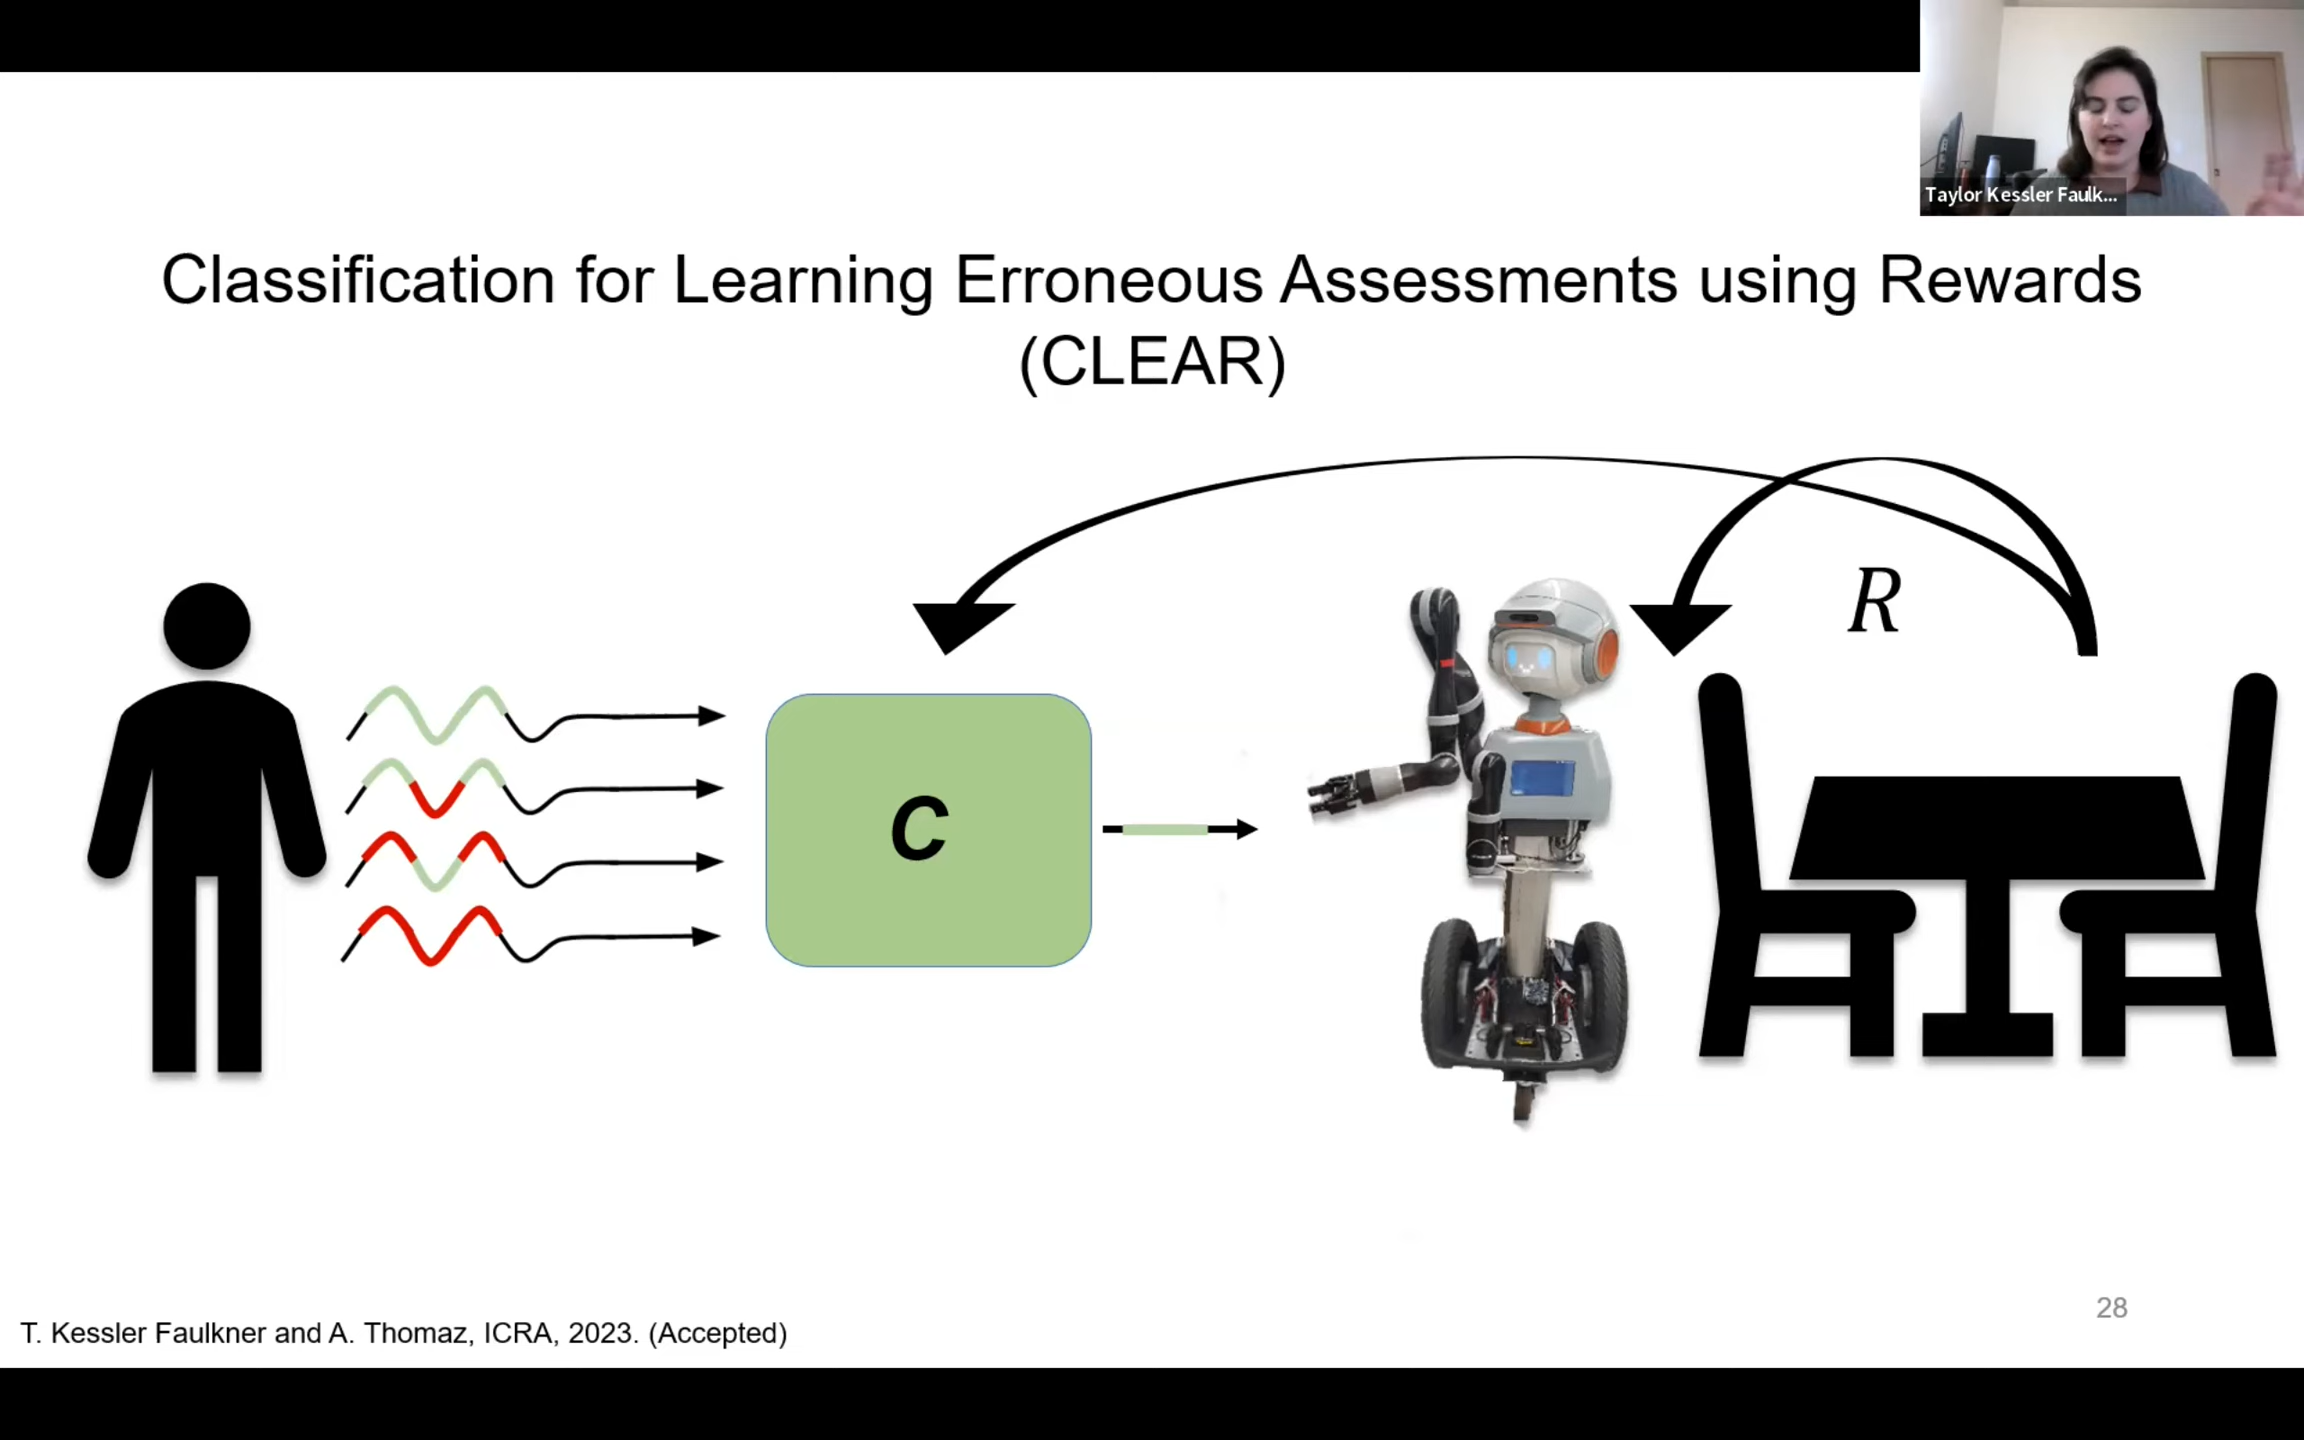 Taylor Kessler Faulk...
Classification for Learning Erroneous Assessments using Rewards
(CLEAR)
R
C
28
T. Kessler Faulkner and A. Thomaz, ICRA, 2023. (Accepted)